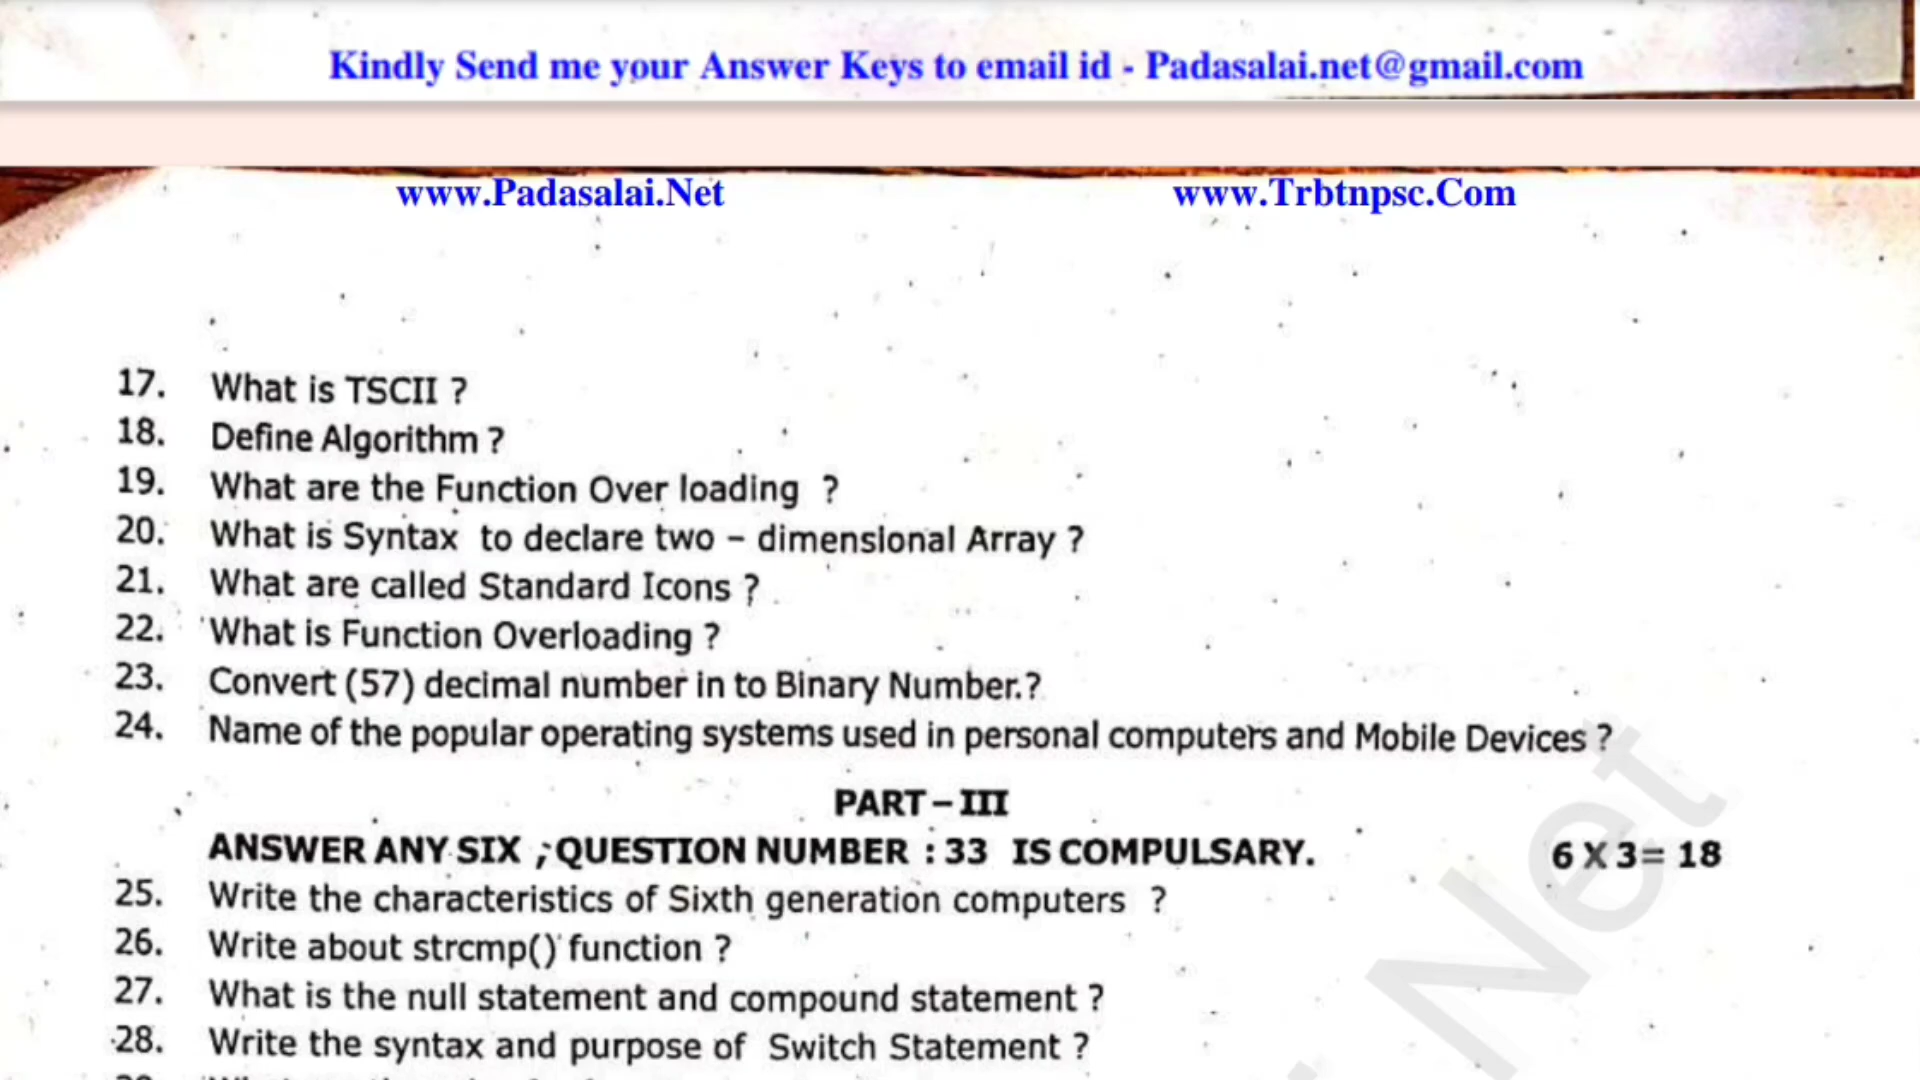 Kindly Send me your Answer Keys to email id - Padasalai.net@gmail.com
www.Padasalai.Net www.Trbtnpsc.Com
17. What is TSCII ?
18. Define Algorithm ?
19. What are the Function Over loading ?
20. What is Syntax to declare two – dimensional Array ?
21. What are called Standard Icons ?
22. What is Function Overloading ?
23. Convert (57) decimal number in to Binary Number.?
24. Name of the popular operating systems used in personal computers and Mobile Devices ?
PART – III
ANSWER ANY SIX ; QUESTION NUMBER : 33 IS COMPULSARY. 6 X 3= 18
25. Write the characteristics of Sixth generation computers ?
26. Write about strcmp() function ?
27. What is the null statement and compound statement ?
28. Write the syntax and purpose of Switch Statement ?
Net